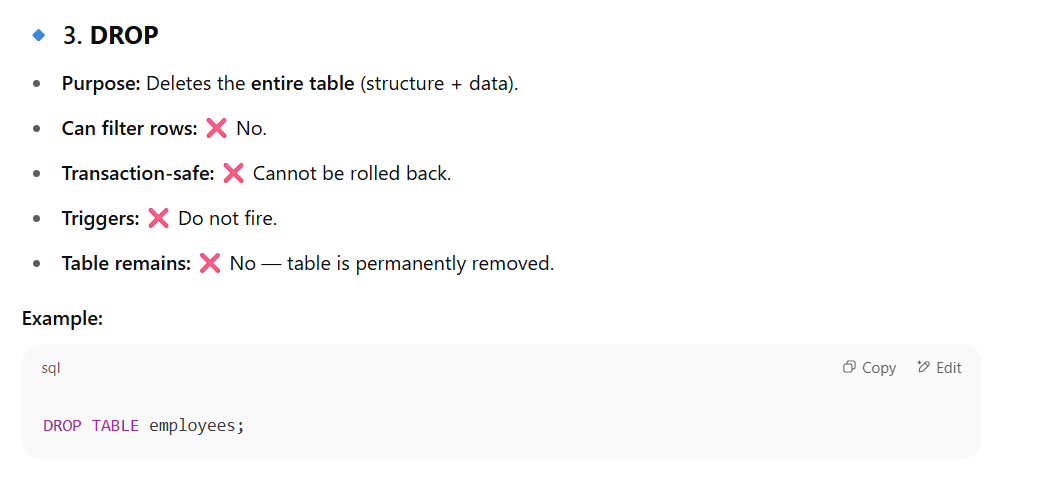 🔹 3. DROP
• Purpose: Deletes the entire table (structure + data).
• Can filter rows: ❌ No.
• Transaction-safe: ❌ Cannot be rolled back.
• Triggers: ❌ Do not fire.
• Table remains: ❌ No — table is permanently removed.
Example:
sql Copy Edit
DROP TABLE employees;